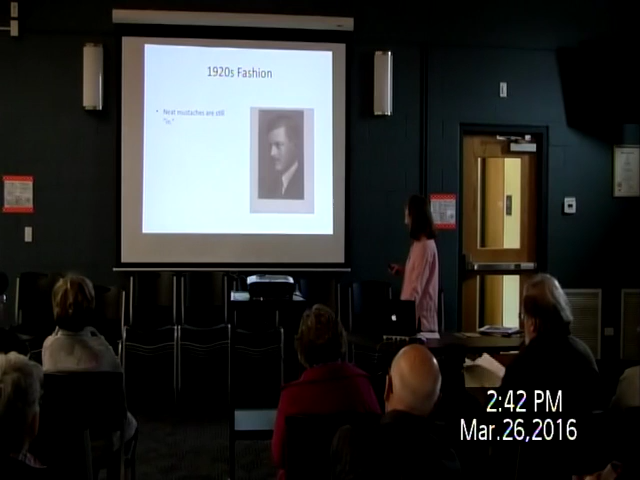 1920s Fashion
• Neat mustaches are still
"in."
2:42 PM
Mar.26,2016